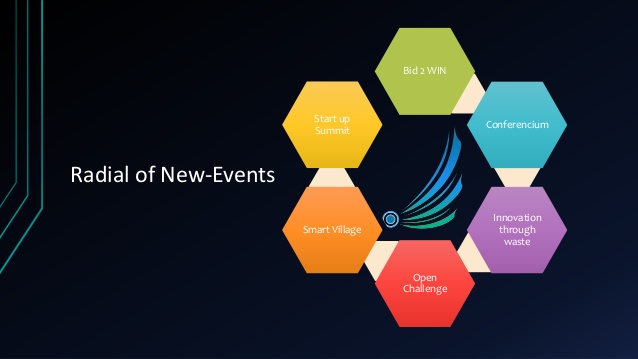 Radial of New-Events
Bid 2 WIN
Conferencium
Innovation
through
waste
Open
Challenge
Smart Village
Start up
Summit